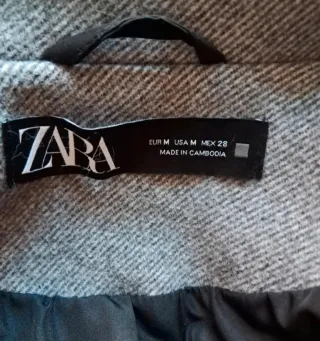 ZARA
EUR M USA M MEX 28
MADE IN CAMBODIA